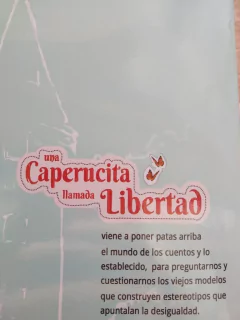 una
Caperucita
llamada Libertad
viene a poner patas arriba
el mundo de los cuentos y lo
establecido, para preguntarnos y
cuestionarnos los viejos modelos
que construyen estereotipos que
apuntalan la desigualdad.